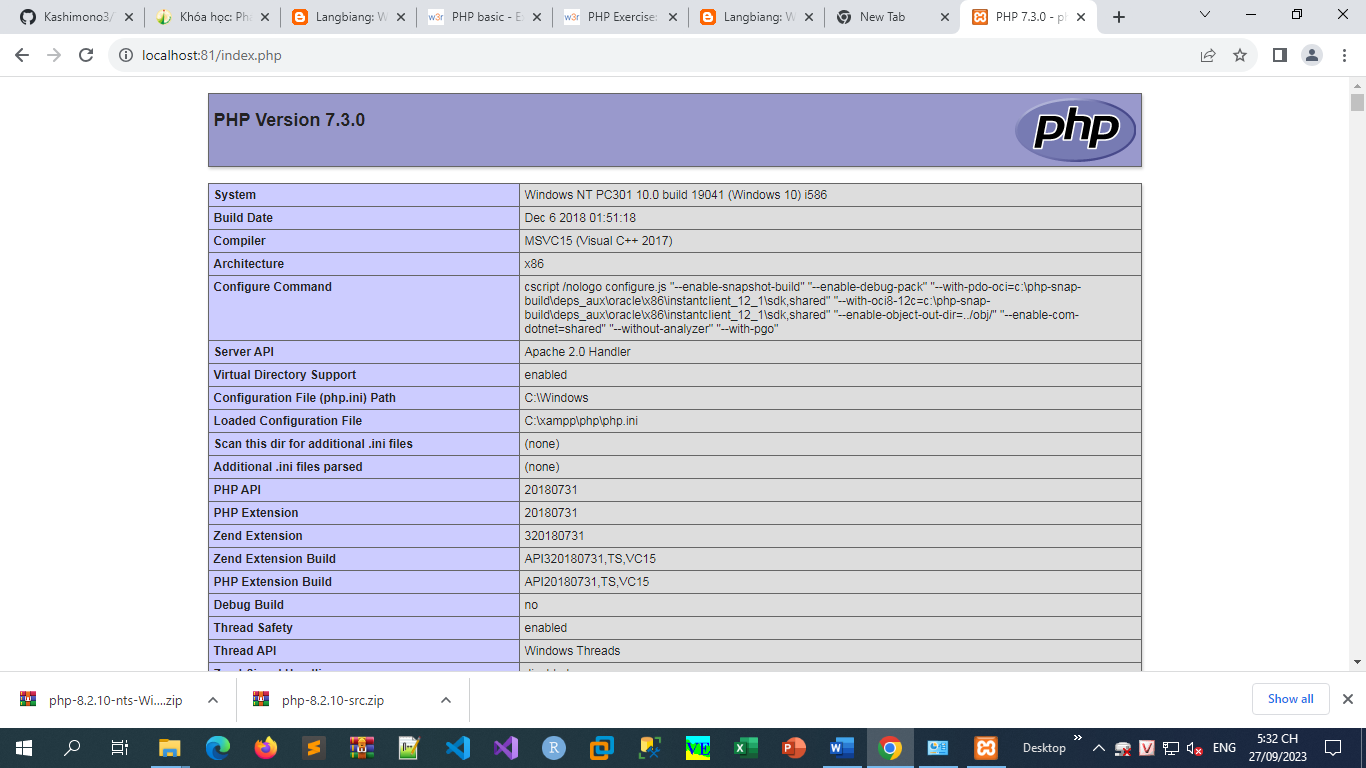 Kashimono3/
Khóa học: Ph
Langbiang: W
PHP basic - E
PHP Exercise:
Langbiang: W
New Tab
PHP 7.3.0 - ph
localhost:81/index.php
PHP Version 7.3.0
php
System Windows NT PC301 10.0 build 19041 (Windows 10) i586
Build Date Dec 6 2018 01:51:18
Compiler MSVC15 (Visual C++ 2017)
Architecture x86
Configure Command cscript /nologo configure.js "--enable-snapshot-build" "--enable-debug-pack" "--with-pdo-oci=c:\php-snap-
build\deps_aux\oracle\x86\instantclient_12_1\sdk,shared" "--with-oci8-12c=c:\php-snap-
build\deps_aux\oracle\x86\instantclient_12_1\sdk,shared" "--enable-object-out-dir=../obj/" "--enable-com-
dotnet=shared" "--without-analyzer" "--with-pgo"
Server API Apache 2.0 Handler
Virtual Directory Support enabled
Configuration File (php.ini) Path C:\Windows
Loaded Configuration File C:\xampp\php\php.ini
Scan this dir for additional .ini files (none)
Additional .ini files parsed (none)
PHP API 20180731
PHP Extension 20180731
Zend Extension 320180731
Zend Extension Build API320180731,TS,VC15
PHP Extension Build API20180731,TS,VC15
Debug Build no
Thread Safety enabled
Thread API Windows Threads
php-8.2.10-nts-Wi....zip
php-8.2.10-src.zip
Show all
Desktop
ENG
5:32 CH
27/09/2023